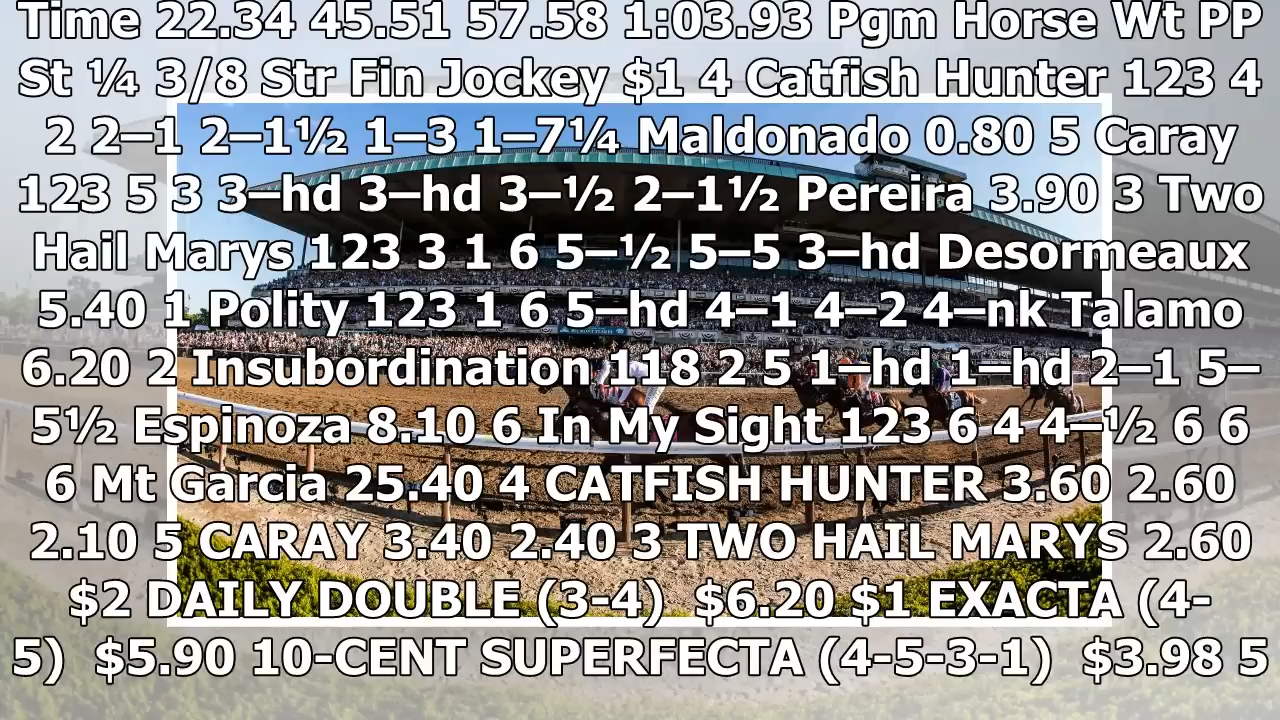 Time 22.34 45.51 57.58 1:03.93 Pgm Horse Wt PP
St ¼ 3/8 Str Fin Jockey $1 4 Catfish Hunter 123 4
2 2–1 2–1½ 1–3 1–7¼ Maldonado 0.80 5 Caray
123 5 3 3–hd 3–hd 3–½ 2–1½ Pereira 3.90 3 Two
Hail Marys 123 3 1 6 5–½ 5–5 3–hd Desormeaux
5.40 1 Polity 123 1 6 5–hd 4–1 4–2 4–nk Talamo
6.20 2 Insubordination 118 2 5 1–hd 1–hd 2–1 5–
5½ Espinoza 8.10 6 In My Sight 123 6 4 4–½ 6 6
6 Mt Garcia 25.40 4 CATFISH HUNTER 3.60 2.60
2.10 5 CARAY 3.40 2.40 3 TWO HAIL MARYS 2.60
$2 DAILY DOUBLE (3-4)  $6.20 $1 EXACTA (4-
5)  $5.90 10-CENT SUPERFECTA (4-5-3-1)  $3.98 5